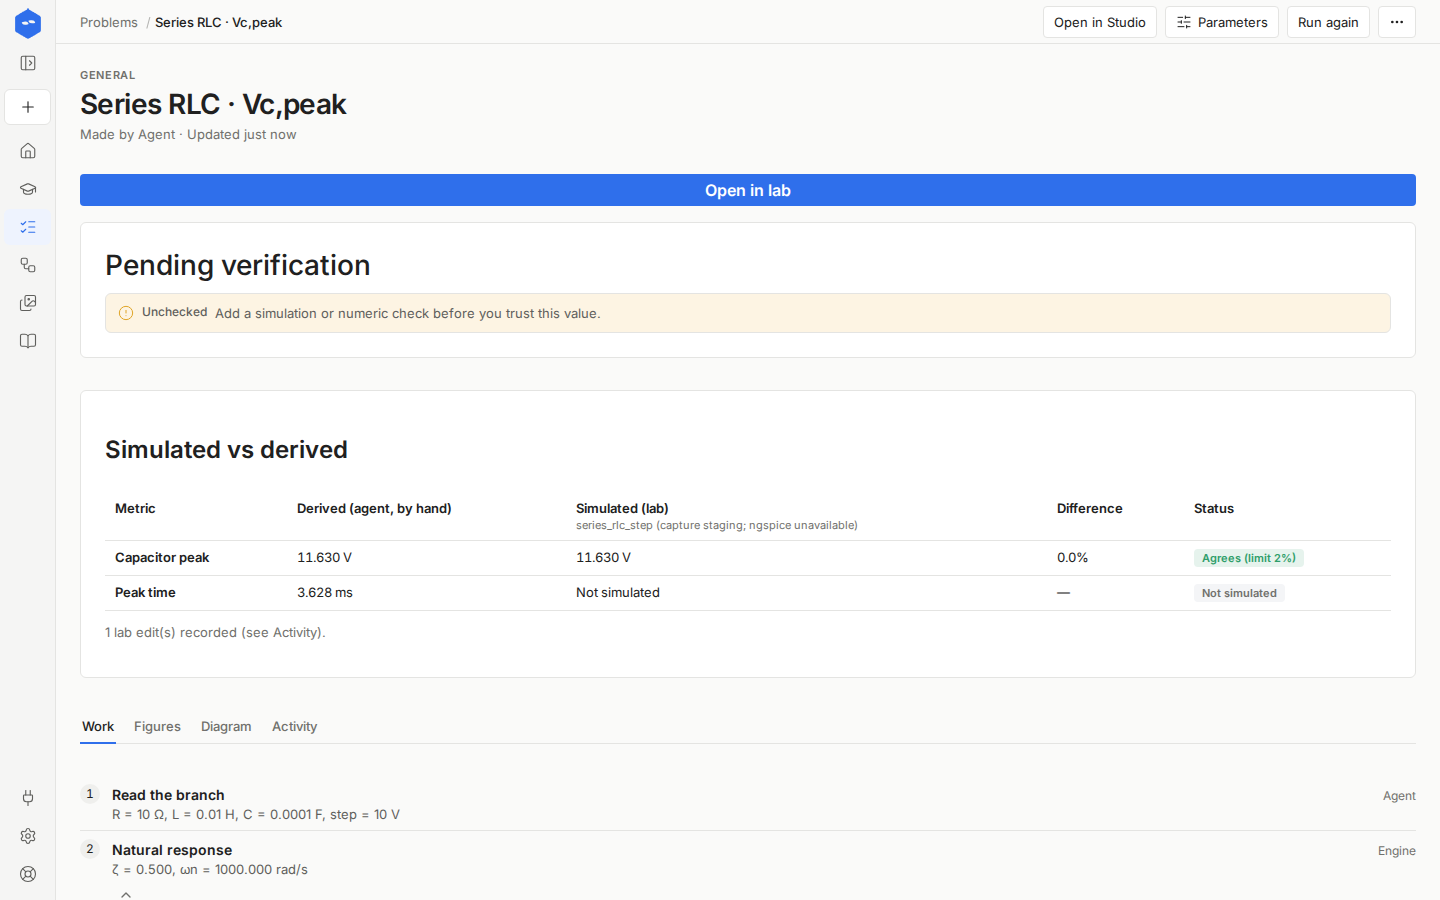 Problems / Series RLC · Vc,peak
Open in Studio
Parameters
Run again
GENERAL
Series RLC · Vc,peak
Made by Agent · Updated just now
Open in lab
Pending verification
Unchecked Add a simulation or numeric check before you trust this value.
Simulated vs derived
Metric Derived (agent, by hand) Simulated (lab) Difference Status
series_rlc_step (capture staging; ngspice unavailable)
Capacitor peak 11.630 V 11.630 V 0.0% Agrees (limit 2%)
Peak time 3.628 ms Not simulated — Not simulated
1 lab edit(s) recorded (see Activity).
Work Figures Diagram Activity
1 Read the branch Agent
R = 10 Ω, L = 0.01 H, C = 0.0001 F, step = 10 V
2 Natural response Engine
ζ = 0.500, ωn = 1000.000 rad/s